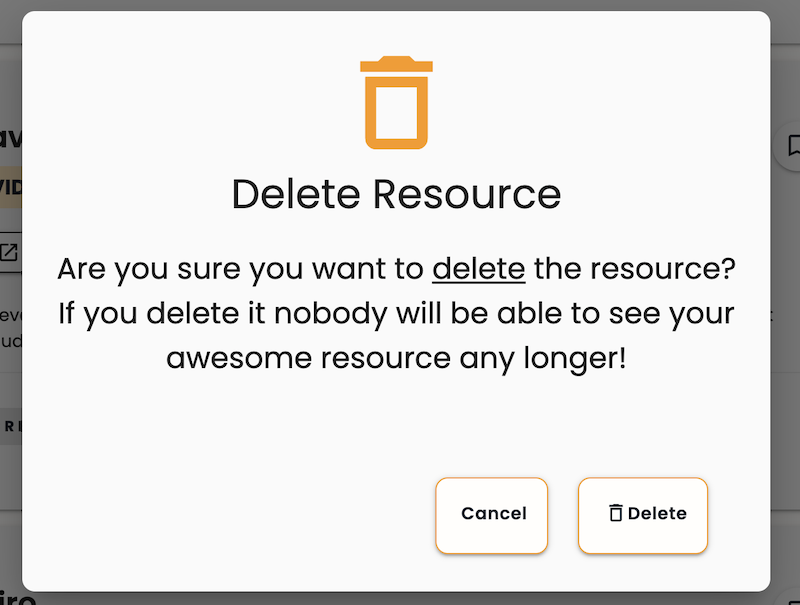 Delete Resource
Are you sure you want to delete the resource?
If you delete it nobody will be able to see your
awesome resource any longer!
Cancel
Delete